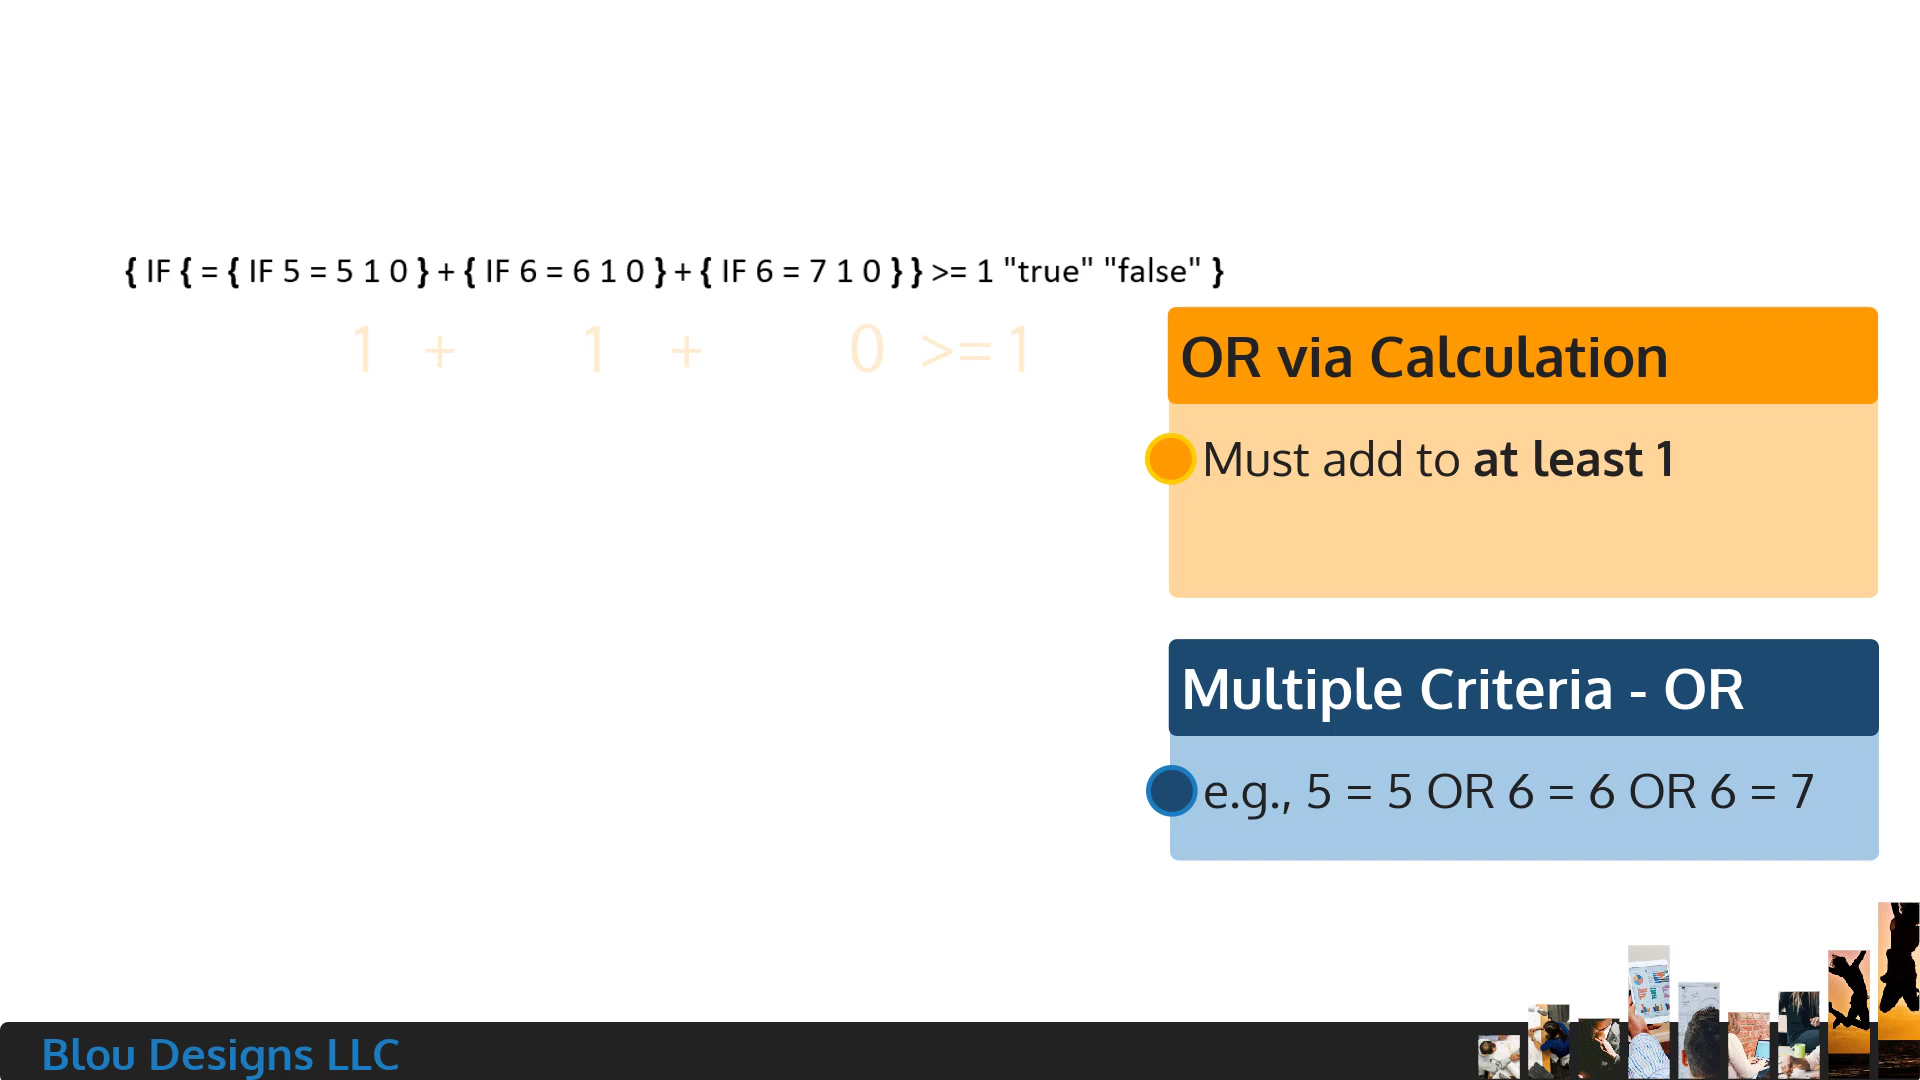 { IF { = { IF 5 = 5 1 0 } + { IF 6 = 6 1 0 } + { IF 6 = 7 1 0 } } >= 1 "true" "false" }
1 + 1 + 0 >= 1
OR via Calculation
Must add to at least 1
Multiple Criteria - OR
e.g., 5 = 5 OR 6 = 6 OR 6 = 7
Blou Designs LLC